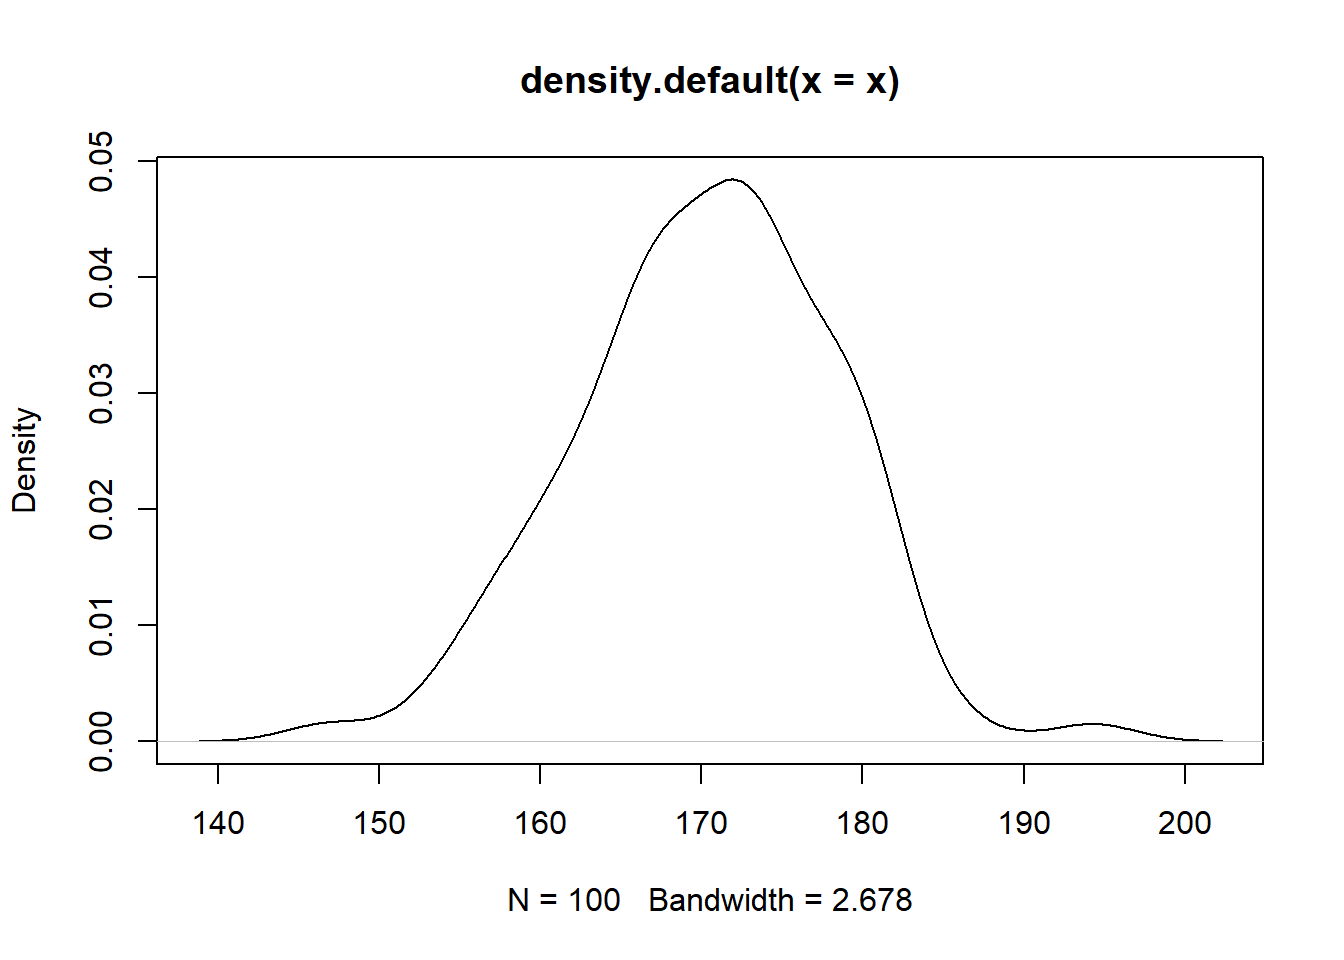 density.default(x = x)
Density
0.00 0.01 0.02 0.03 0.04 0.05
140 150 160 170 180 190 200
N = 100   Bandwidth = 2.678